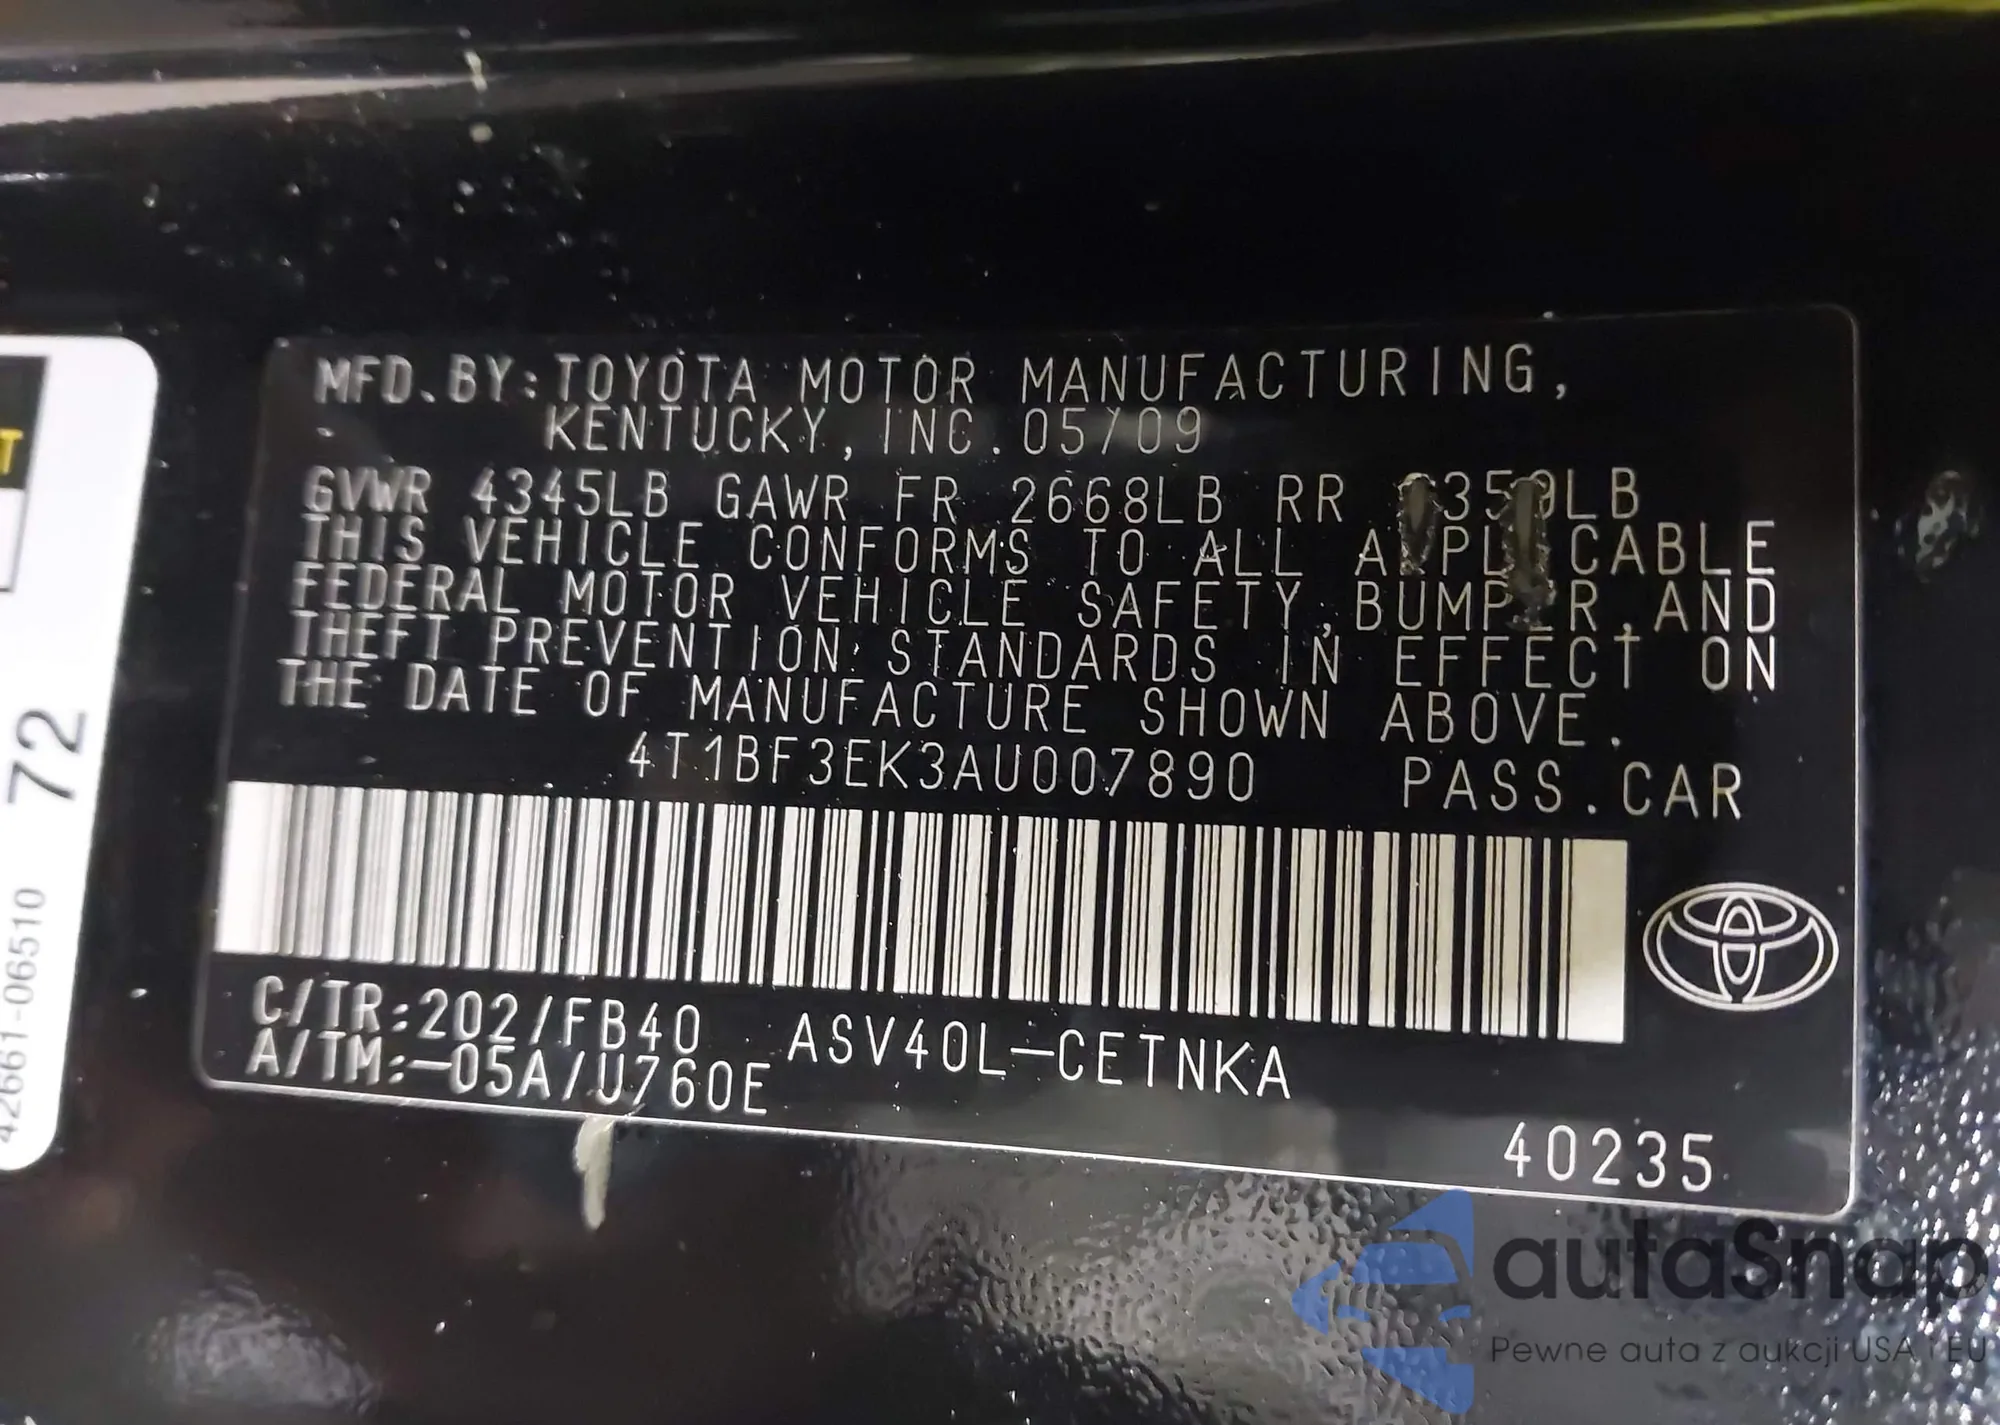 MFD.BY:TOYOTA MOTOR MANUFACTURING,
KENTUCKY, INC. 05/09
GVWR 4345LB GAWR FR 2668LB RR
THIS VEHICLE CONFORMS TO ALL APPLICABLE
FEDERAL MOTOR VEHICLE SAFETY,BUMPER,AND
THEFT PREVENTION STANDARDS IN EFFECT ON
THE DATE OF MANUFACTURE SHOWN ABOVE.
4T1BF3EK3AU007890 PASS.CAR
C/TR:202/FB40 ASV40L-CETNKA
A/TM:-05A/U760E
40235
72
42661-06510
autaSnap
Pewne auta z aukcji USA i EU